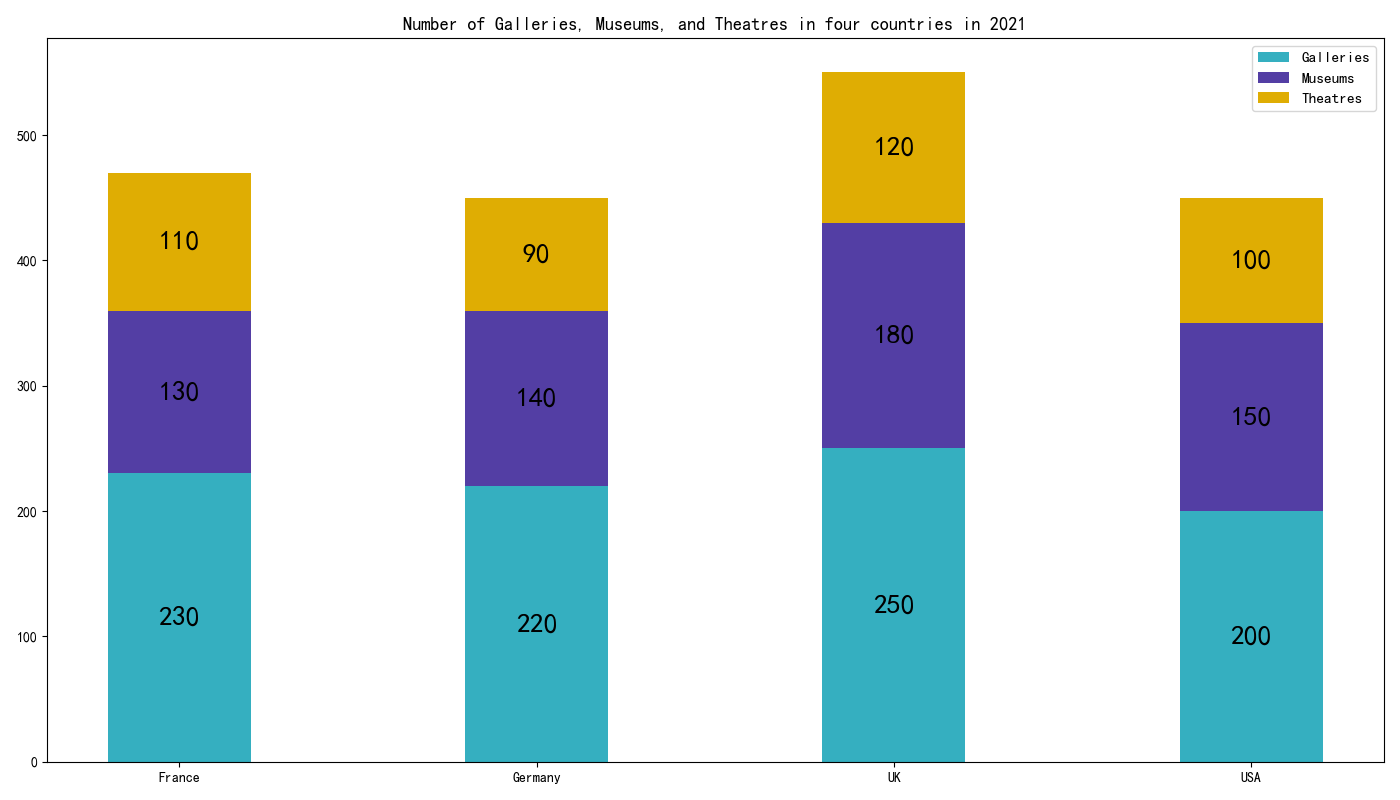 Number of Galleries, Museums, and Theatres in four countries in 2021
Galleries
Museums
Theatres
500
400
300
200
100
0
110
90
120
100
130
140
180
150
230
220
250
200
France
Germany
UK
USA